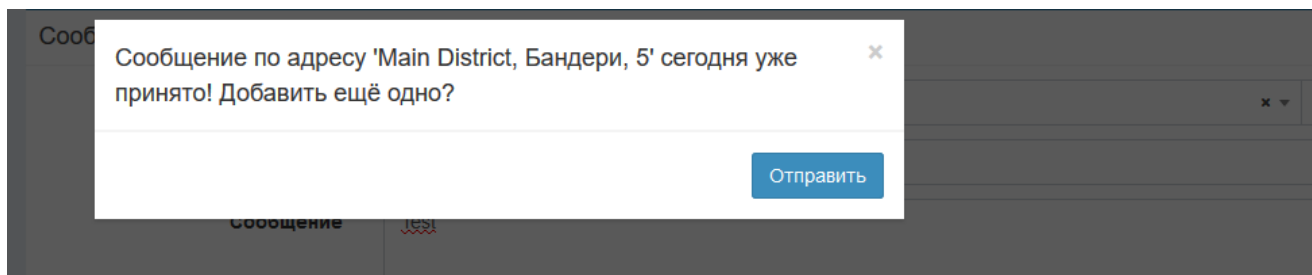 Сооб
Сообщение по адресу 'Main District, Бандери, 5' сегодня уже
принято! Добавить ещё одно?
×
×
Отправить
Сообщение
Test